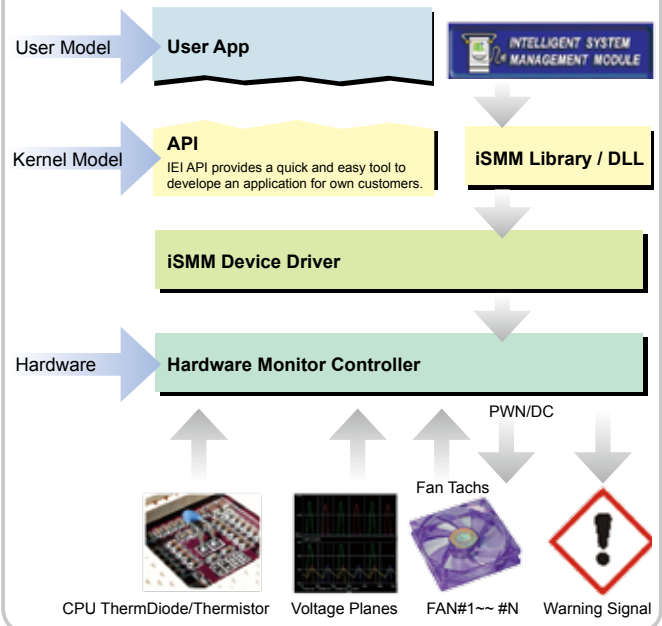 User Model
User App
INTELLIGENT SYSTEM
MANAGEMENT MODULE
Kernel Model
API
IEI API provides a quick and easy tool to
develope an application for own customers.
iSMM Library / DLL
iSMM Device Driver
Hardware
Hardware Monitor Controller
PWN/DC
Fan Tachs
CPU ThermDiode/Thermistor
Voltage Planes
FAN#1~~ #N
Warning Signal